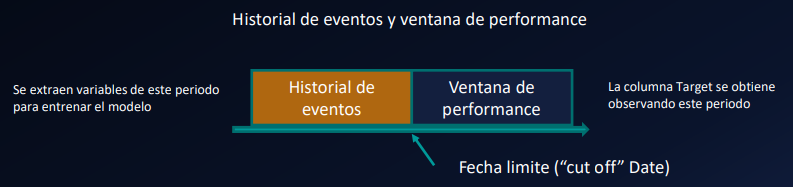 Historial de eventos y ventana de performance
Se extraen variables de este periodo
para entrenar el modelo
Historial de
eventos
Ventana de
performance
La columna Target se obtiene
observando este periodo
Fecha limite (“cut off” Date)